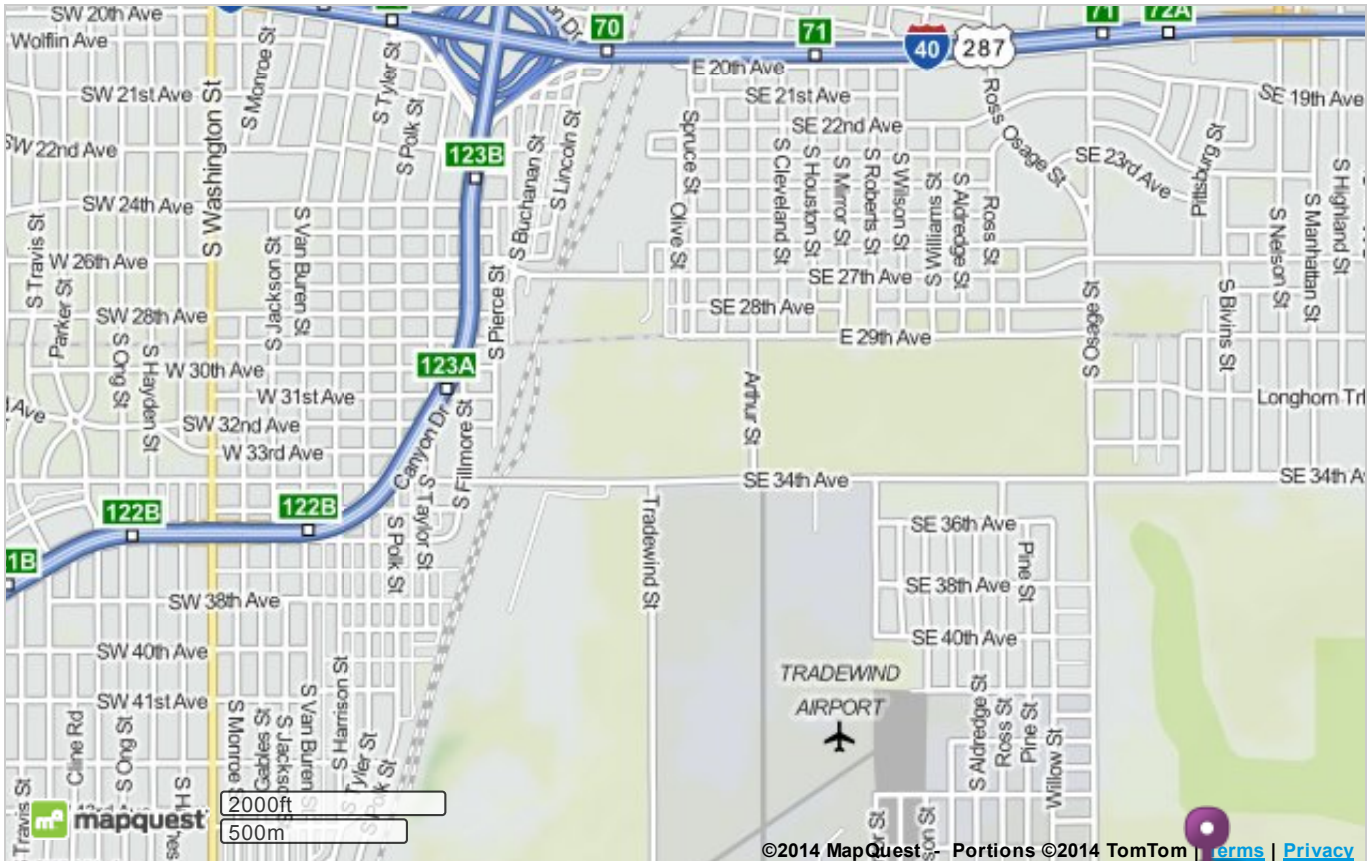 SW 20th Ave
Wolflin Ave
S Monroe St
S Tyler St
S Polk St
70
71
40
287
71
72A
E 20th Ave
SW 21st Ave
SE 21st Ave
SE 19th Ave
S Washington St
SW 22nd Ave
123B
S Buchanan St
S Lincoln St
Spruce St
SE 22nd Ave
Ross Osage St
SE 23rd Ave
Pittsburg St
S Cleveland St
S Houston St
S Mirror St
S Roberts St
S Wilson St
S Williams St
S Aldredge St
Ross St
S Highland St
S Manhattan St
S Nelson St
SW 24th Ave
S Travis St
S Jackson St
S Van Buren St
Olive St
W 26th Ave
Parker St
S Pierce St
SE 27th Ave
S Osage St
S Bivins St
SW 28th Ave
SE 28th Ave
E 29th Ave
S Ong St
S Hayden St
W 30th Ave
123A
Arthur St
W 31st Ave
Longhorn Trl
Ave
SW 32nd Ave
Canyon Dr
S Fillmore St
W 33rd Ave
S Taylor St
SE 34th Ave
SE 34th A
122B
122B
S Polk St
Tradewind St
SE 36th Ave
1B
Pine St
SE 38th Ave
SW 38th Ave
SE 40th Ave
SW 40th Ave
TRADEWIND
AIRPORT
SW 41st Ave
S Harrison St
S Aldredge St
Ross St
Pine St
Willow St
Cline Rd
S Ong St
S Monroe S
Gables St
S Jackso
S Van Buren
S Tyler St
S Polk St
Travis St
S H
2000ft
500m
mapquest
©2014 MapQuest - Portions ©2014 TomTom | Terms | Privacy